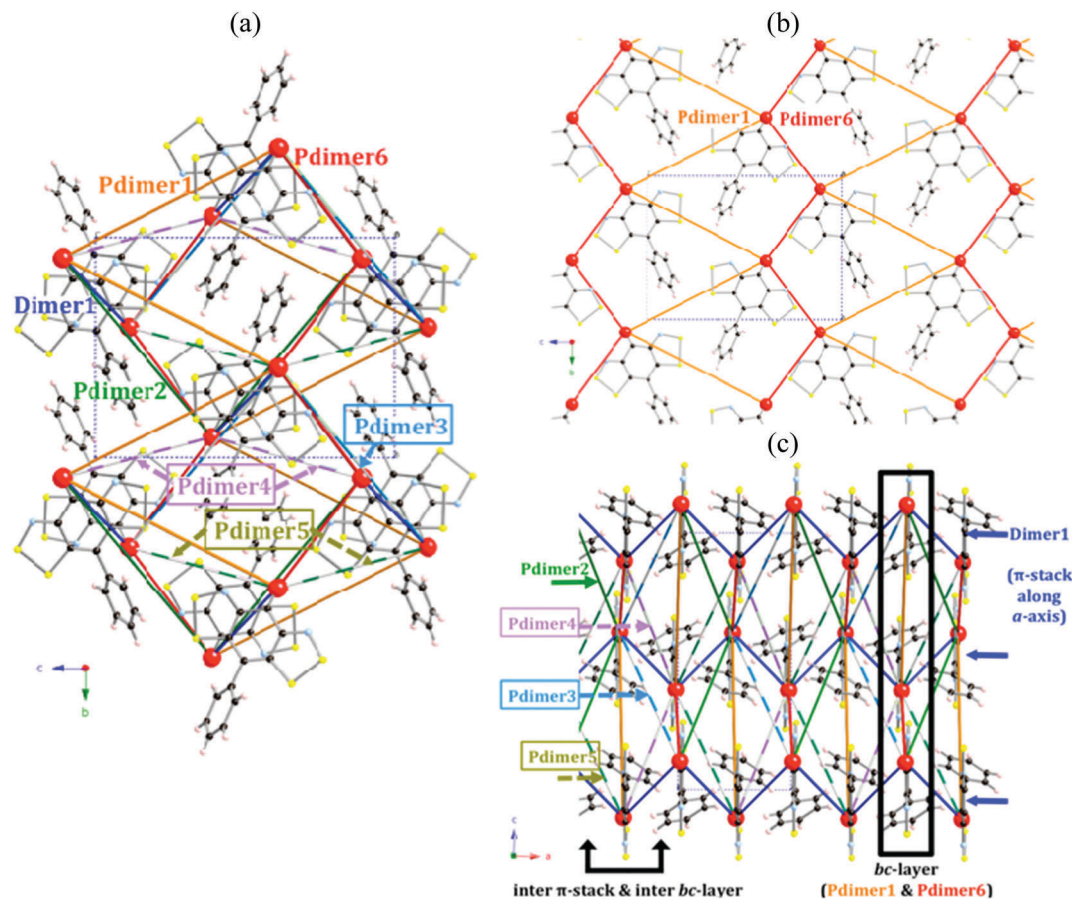 (a)
Pdimer1
Pdimer6
Dimer1
Pdimer2
Pdimer3
Pdimer4
Pdimer5
c
b
(b)
Pdimer1
Pdimer6
c
(c)
Dimer1
(π-stack
along
a-axis)
Pdimer2
Pdimer4
Pdimer3
Pdimer5
c
a
inter π-stack & inter bc-layer
bc-layer
(Pdimer1 & Pdimer6)